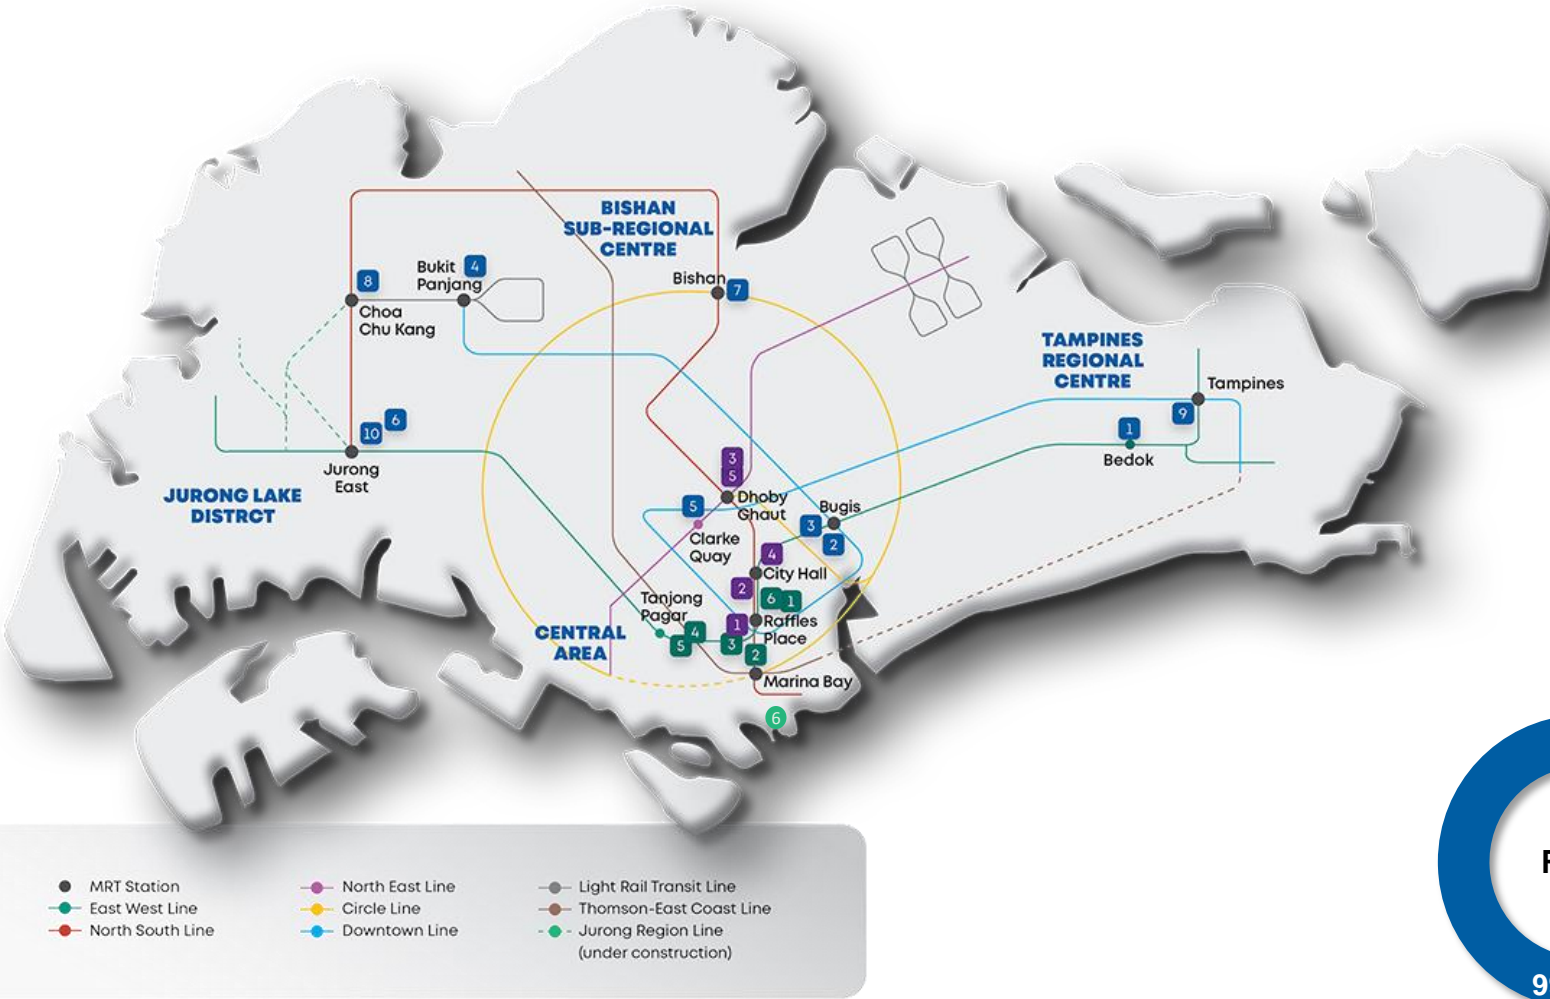 BISHAN
SUB-REGIONAL
CENTRE
Bukit
Panjang
4
8
Bishan
7
Choa
Chu Kang
TAMPINES
REGIONAL
CENTRE
Tampines
9
6
10
1
Bedok
Jurong
East
JURONG LAKE
DISTRCT
3
5
Dhoby
Ghaut
5
Bugis
3
2
Clarke
Quay
4
City Hall
2
6
1
Tanjong
Pagar
1
Raffles
Place
CENTRAL
AREA
4
5
3
2
Marina Bay
6
MRT Station
East West Line
North South Line
North East Line
Circle Line
Downtown Line
Light Rail Transit Line
Thomson-East Coast Line
Jurong Region Line
(under construction)